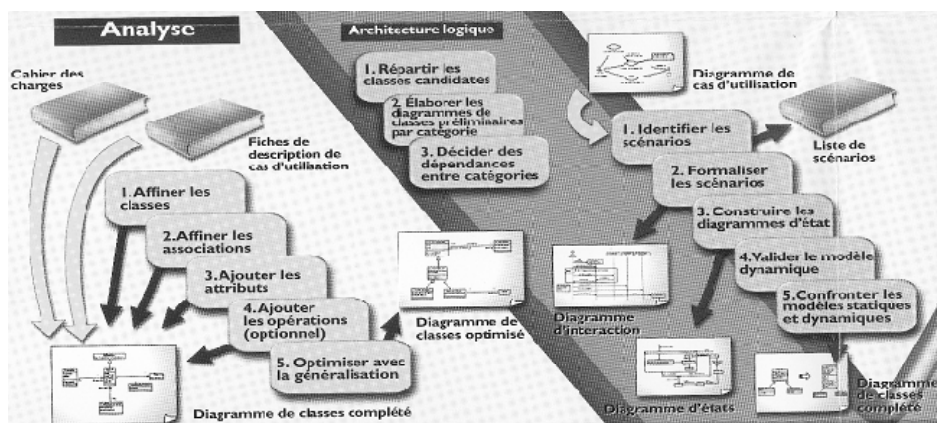 Analyse
Cahier des
charges
Fiches de
description de
cas d'utilisation
1. Affiner les
classes
2. Affiner les
associations
3. Ajouter les
attributs
4. Ajouter
les opérations
(optionnel)
5. Optimiser avec
la généralisation
Diagramme de classes complété
Diagramme de
classes optimisé
Architecture logique
1. Répartir les
classes candidates
2. Élaborer les
diagrammes de
classes préliminaires
par catégorie
3. Décider des
dépendances
entre catégories
Diagramme de
cas d'utilisation
1. Identifier les
scénarios
Liste de
scénarios
2. Formaliser
les scénarios
3. Construire les
diagrammes d'état
4. Valider le modèle
dynamique
5. Confronter les
modèles statiques
et dynamiques
Diagramme
d'interaction
Diagramme d'états
Diagramme
de classes
complété